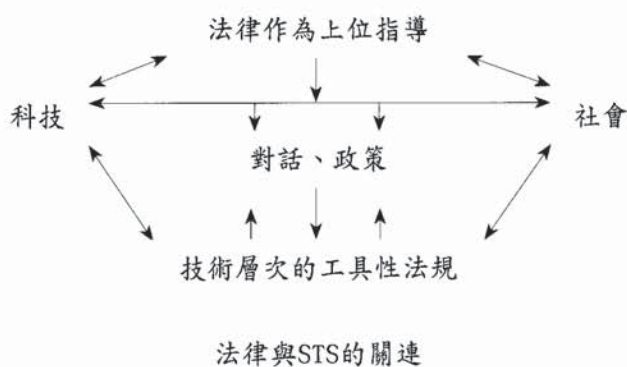 法律作為上位指導
科技
社會
對話、政策
技術層次的工具性法規
法律與STS的關連